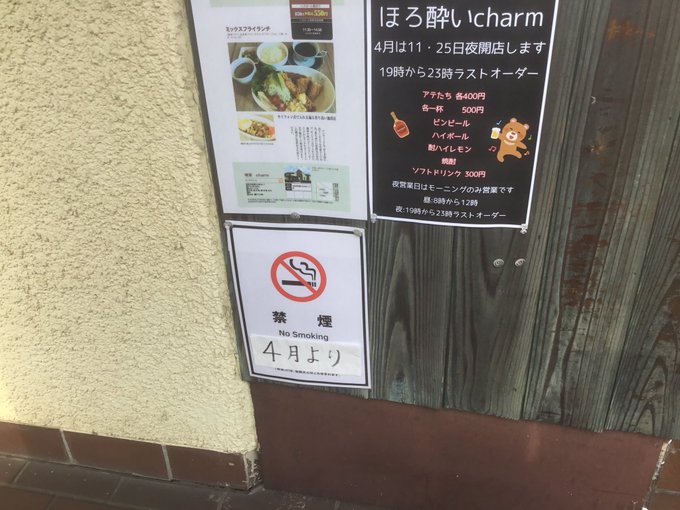 ミックスフライランチ
喫茶 charm
ほろ酔いcharm
4月は11・25日夜開店します
19時から23時ラストオーダー
アテたち 各400円
各一杯 500円
ビンビール
ハイボール
酎ハイレモン
焼酎
ソフトドリンク 300円
夜営業日はモーニングのみ営業です
昼:8時から12時
夜:19時から23時ラストオーダー
禁煙
No Smoking
4月より